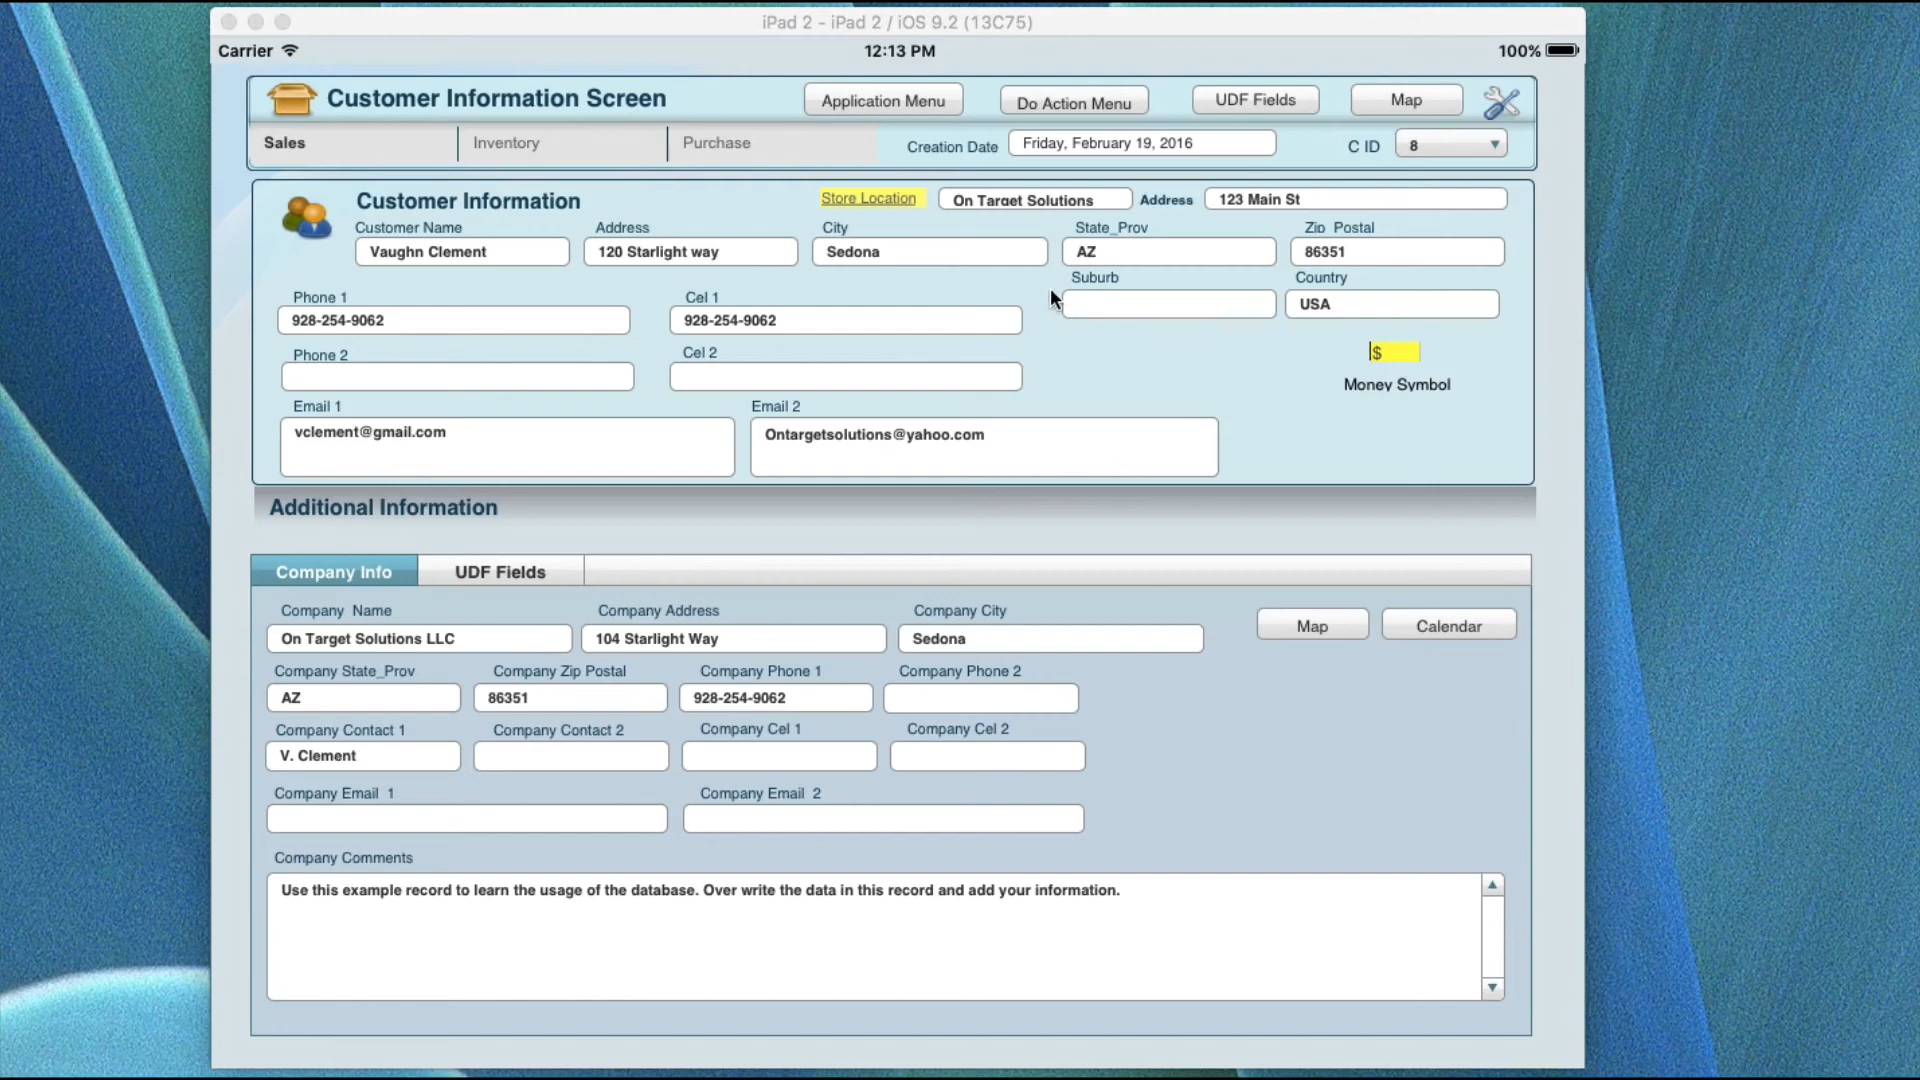 iPad 2 - iPad 2 / iOS 9.2 (13C75)
Carrier 12:13 PM 100%
Customer Information Screen Application Menu Do Action Menu UDF Fields Map
Sales Inventory Purchase Creation Date Friday, February 19, 2016 C ID 8
Customer Information Store Location On Target Solutions Address 123 Main St
Customer Name Address City State_Prov Zip Postal
Vaughn Clement 120 Starlight way Sedona AZ 86351
Suburb Country
USA
Phone 1 Cel 1
928-254-9062 928-254-9062
Phone 2 Cel 2
$
Money Symbol
Email 1 Email 2
vclement@gmail.com Ontargetsolutions@yahoo.com
Additional Information
Company Info UDF Fields
Company Name Company Address Company City
On Target Solutions LLC 104 Starlight Way Sedona Map Calendar
Company State_Prov Company Zip Postal Company Phone 1 Company Phone 2
AZ 86351 928-254-9062
Company Contact 1 Company Contact 2 Company Cel 1 Company Cel 2
V. Clement
Company Email 1 Company Email 2
Company Comments
Use this example record to learn the usage of the database. Over write the data in this record and add your information.